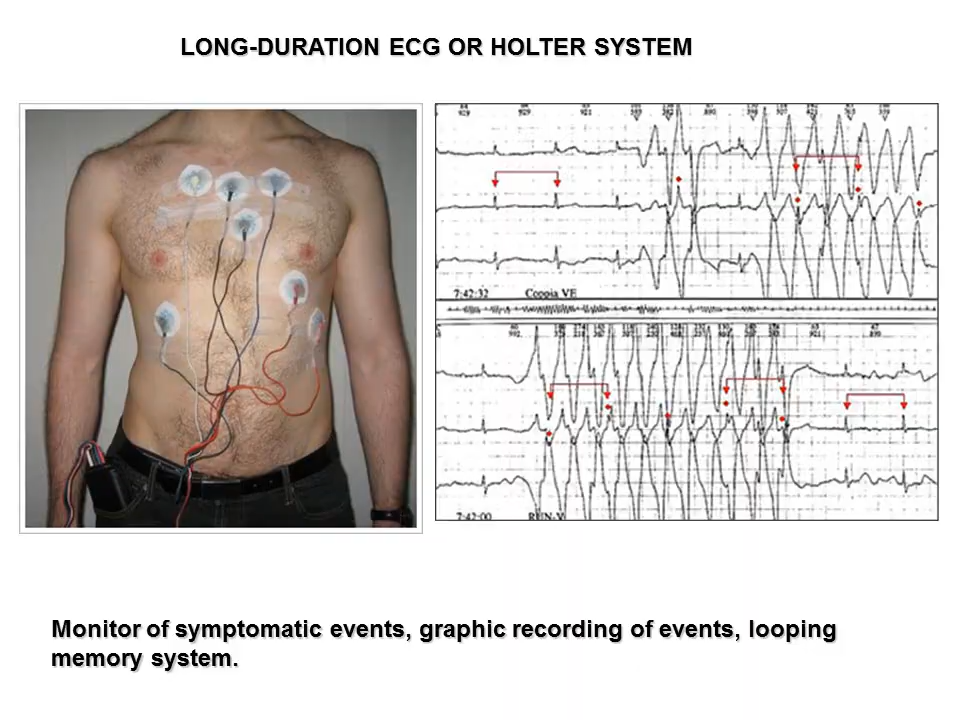 LONG-DURATION ECG OR HOLTER SYSTEM
7:42:32 Coppia VE
7:42:00 RUN-V
Monitor of symptomatic events, graphic recording of events, looping
memory system.